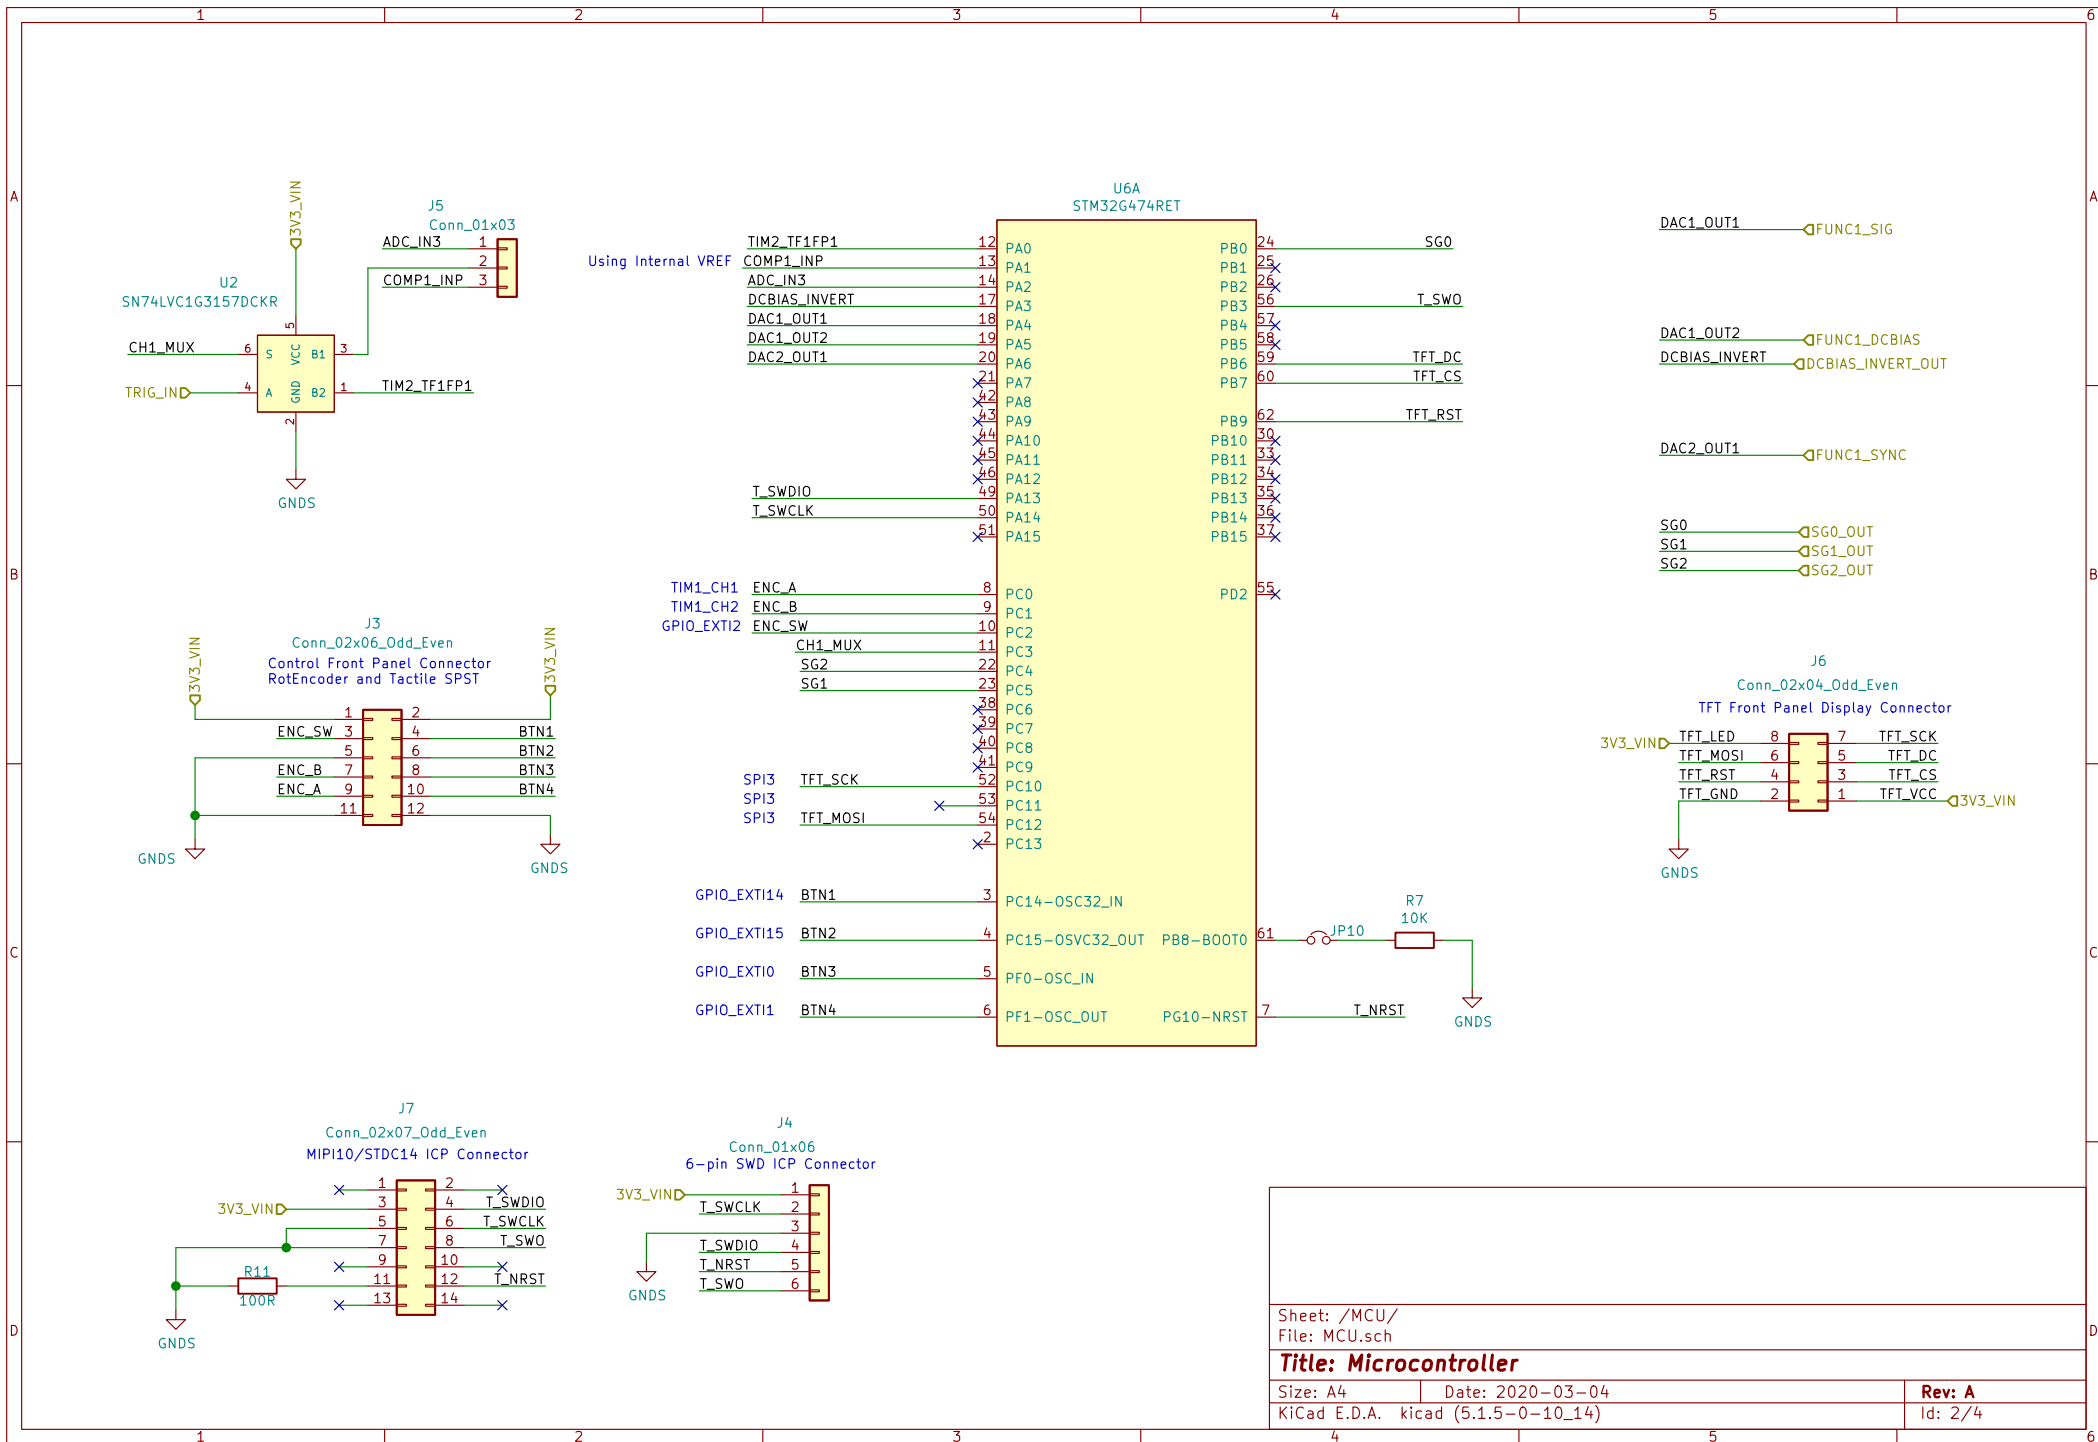 1 2 3 4 5 6
A
B
C
D
3V3_VIN
U2
SN74LVC1G3157DCKR
CH1_MUX 6 S VCC 5 B1 3
TRIG_IN 4 A GND 2 B2 1 TIM2_TF1FP1
GNDS
J5
Conn_01x03
ADC_IN3 1
2
COMP1_INP 3
J3
Conn_02x06_Odd_Even
Control Front Panel Connector
RotEncoder and Tactile SPST
3V3_VIN 3V3_VIN
1 2
ENC_SW 3 4 BTN1
5 6 BTN2
ENC_B 7 8 BTN3
ENC_A 9 10 BTN4
11 12
GNDS GNDS
J7
Conn_02x07_Odd_Even
MIPI10/STDC14 ICP Connector
1 2
3V3_VIN 3 4 T_SWDIO
5 6 T_SWCLK
7 8 T_SWO
9 10
R11 11 12 T_NRST
100R 13 14
GNDS
J4
Conn_01x06
6-pin SWD ICP Connector
3V3_VIN 1
T_SWCLK 2
3
T_SWDIO 4
T_NRST 5
T_SWO 6
GNDS
U6A
STM32G474RET
TIM2_TF1FP1 12 PA0
Using Internal VREF COMP1_INP 13 PA1
ADC_IN3 14 PA2
DCBIAS_INVERT 17 PA3
DAC1_OUT1 18 PA4
DAC1_OUT2 19 PA5
DAC2_OUT1 20 PA6
21 PA7
42 PA8
43 PA9
44 PA10
45 PA11
46 PA12
T_SWDIO 49 PA13
T_SWCLK 50 PA14
51 PA15
TIM1_CH1 ENC_A 8 PC0
TIM1_CH2 ENC_B 9 PC1
GPIO_EXTI2 ENC_SW 10 PC2
CH1_MUX 11 PC3
SG2 22 PC4
SG1 23 PC5
38 PC6
39 PC7
40 PC8
41 PC9
SPI3 TFT_SCK 52 PC10
SPI3 53 PC11
SPI3 TFT_MOSI 54 PC12
2 PC13
GPIO_EXTI14 BTN1 3 PC14-OSC32_IN
GPIO_EXTI15 BTN2 4 PC15-OSVC32_OUT
GPIO_EXTI0 BTN3 5 PF0-OSC_IN
GPIO_EXTI1 BTN4 6 PF1-OSC_OUT
PB0 24 SG0
PB1 25
PB2 26
PB3 56 T_SWO
PB4 57
PB5 58
PB6 59 TFT_DC
PB7 60 TFT_CS
PB9 62 TFT_RST
PB10 30
PB11 33
PB12 34
PB13 35
PB14 36
PB15 37
PD2 55
PB8-BOOT0 61 JP10
R7
10K
GNDS
PG10-NRST 7 T_NRST
DAC1_OUT1 FUNC1_SIG
DAC1_OUT2 FUNC1_DCBIAS
DCBIAS_INVERT DCBIAS_INVERT_OUT
DAC2_OUT1 FUNC1_SYNC
SG0 SG0_OUT
SG1 SG1_OUT
SG2 SG2_OUT
J6
Conn_02x04_Odd_Even
TFT Front Panel Display Connector
3V3_VIN TFT_LED 8 7 TFT_SCK
TFT_MOSI 6 5 TFT_DC
TFT_RST 4 3 TFT_CS
TFT_GND 2 1 TFT_VCC 3V3_VIN
GNDS
Sheet: /MCU/
File: MCU.sch
Title: Microcontroller
Size: A4 Date: 2020-03-04 Rev: A
KiCad E.D.A. kicad (5.1.5-0-10_14) Id: 2/4
A
B
C
D
1 2 3 4 5 6